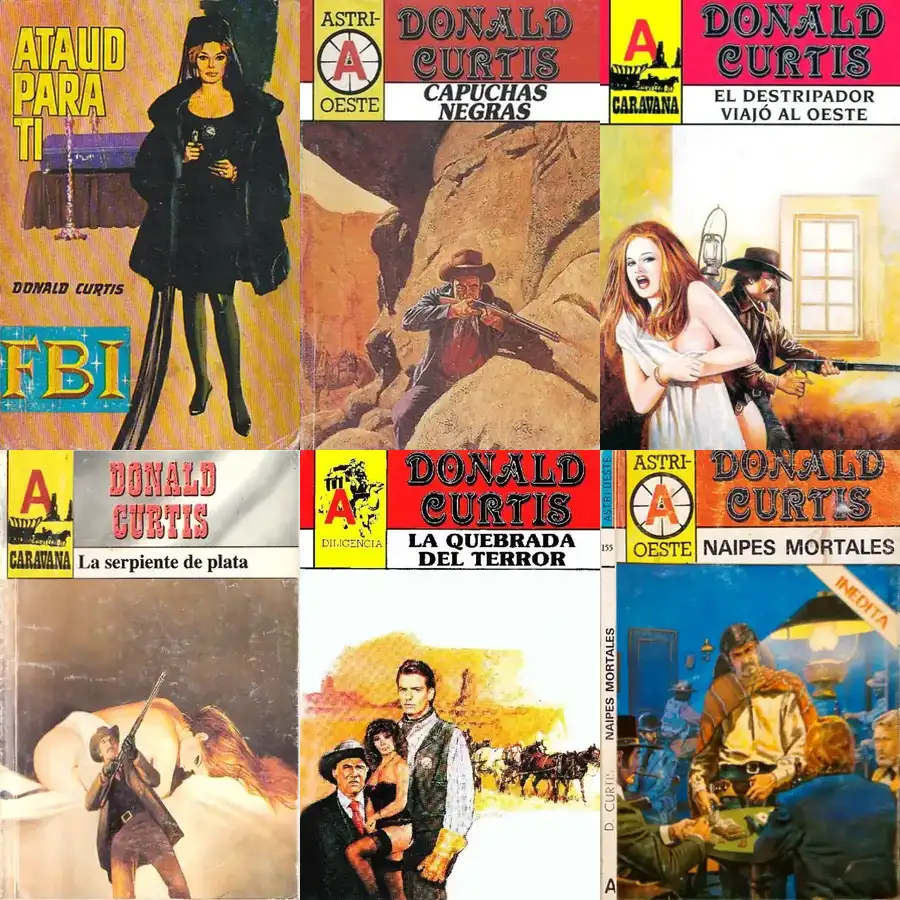 ATAUD
PARA
TI
DONALD CURTIS
FBI
ASTRI-
A
OESTE
DONALD
CURTIS
CAPUCHAS
NEGRAS
A
CARAVANA
DONALD
CURTIS
EL DESTRIPADOR
VIAJÓ AL OESTE
A
CARAVANA
DONALD
CURTIS
La serpiente de plata
A
DILIGENCIA
DONALD
CURTIS
LA QUEBRADA
DEL TERROR
ASTRI OESTE
155
NAIPES MORTALES
D. CURTIS
A
ASTRI-
A
OESTE
DONALD
CURTIS
NAIPES MORTALES
INEDITA